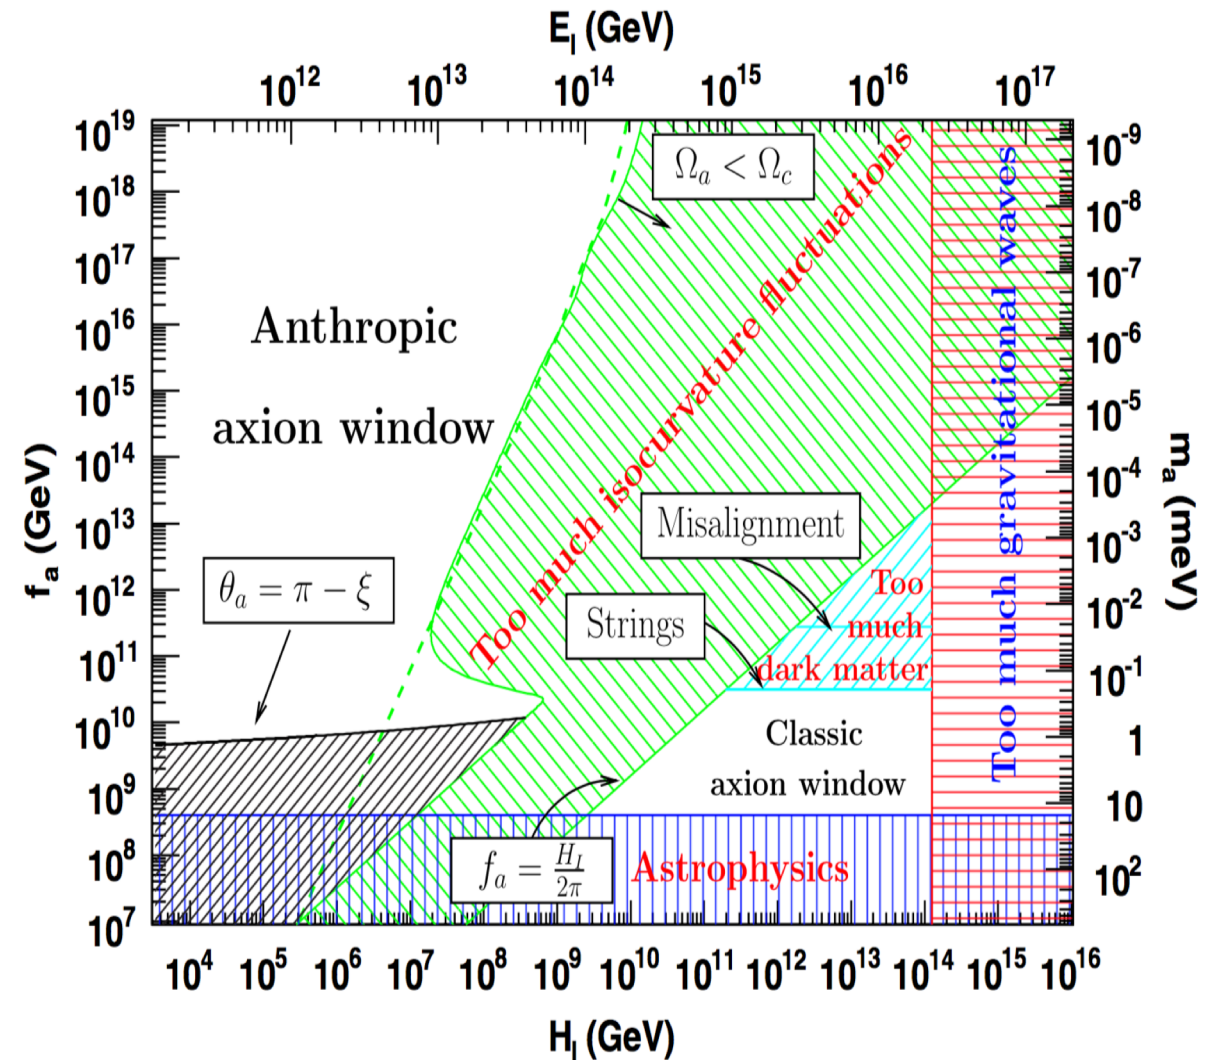 E_I (GeV)
10^12 10^13 10^14 10^15 10^16 10^17
f_a (GeV)
10^19
10^18
10^17
10^16
10^15
10^14
10^13
10^12
10^11
10^10
10^9
10^8
10^7
Ω_a < Ω_c
Anthropic
axion window
Too much isocurvature fluctuations
Too much gravitational waves
θ_a = π − ξ
Misalignment
Strings
Too
much
dark matter
Classic
axion window
f_a = H_I/2π
Astrophysics
10^-9
10^-8
10^-7
10^-6
10^-5
10^-4
10^-3
10^-2
10^-1
1
10
10^2
m_a (meV)
10^4 10^5 10^6 10^7 10^8 10^9 10^10 10^11 10^12 10^13 10^14 10^15 10^16
H_I (GeV)